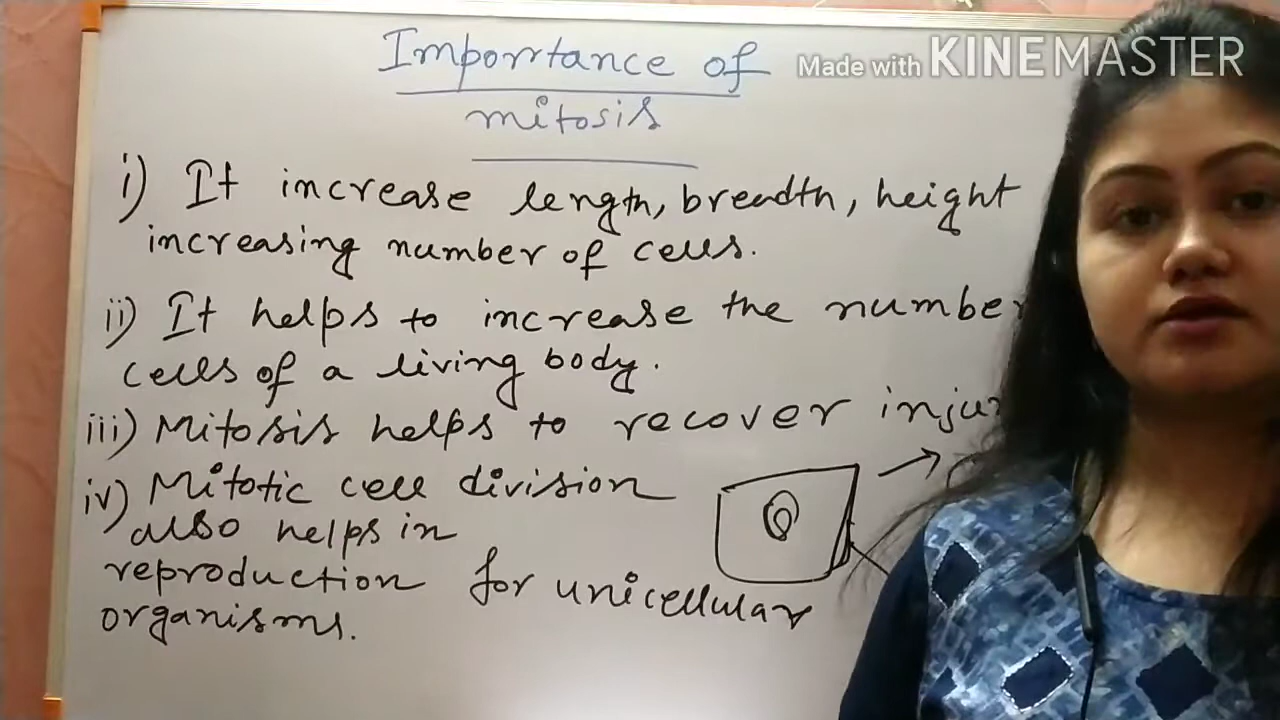 Importance of
Made with KINEMASTER
mitosis
i) It increase length, breadth, height
increasing number of cells.
ii) It helps to increase the number
cells of a living body.
iii) Mitosis helps to recover
iv) Mitotic cell division
also helps in
reproduction for unicellular
organisms.